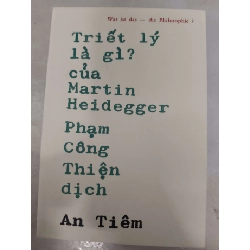 Was ist das — die Philosophie ?
Triết lý
là gì?
của
Martin
Heidegger
Phạm
Công
Thiện
dịch
An Tiêm